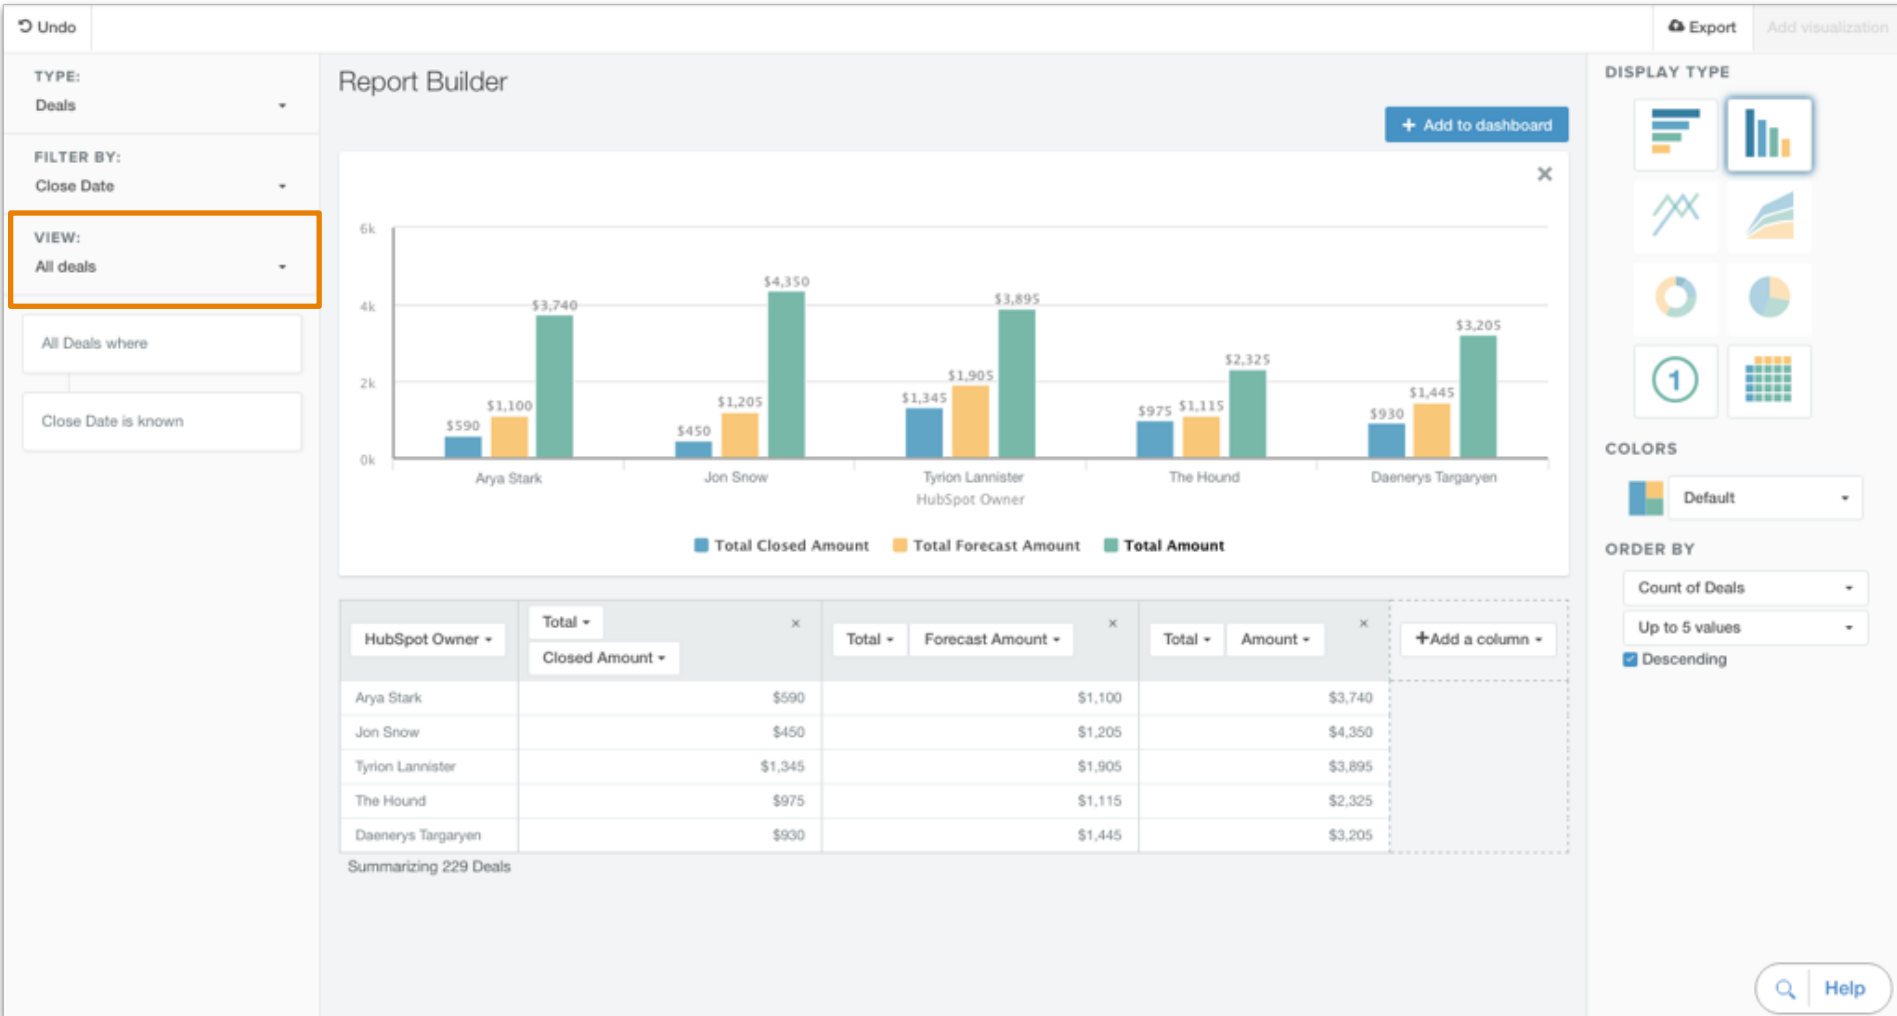 Undo
Export
Add visualization
TYPE:
Deals
FILTER BY:
Close Date
VIEW:
All deals
All Deals where
Close Date is known
Report Builder
+ Add to dashboard
6k
4k
2k
0k
$590
$1,100
$3,740
$450
$1,205
$4,350
$1,345
$1,905
$3,895
$975
$1,115
$2,325
$930
$1,445
$3,205
Arya Stark
Jon Snow
Tyrion Lannister
The Hound
Daenerys Targaryen
HubSpot Owner
Total Closed Amount
Total Forecast Amount
Total Amount
HubSpot Owner
Total
Closed Amount
Total
Forecast Amount
Total
Amount
+Add a column
Arya Stark $590 $1,100 $3,740
Jon Snow $450 $1,205 $4,350
Tyrion Lannister $1,345 $1,905 $3,895
The Hound $975 $1,115 $2,325
Daenerys Targaryen $930 $1,445 $3,205
Summarizing 229 Deals
DISPLAY TYPE
1
COLORS
Default
ORDER BY
Count of Deals
Up to 5 values
Descending
Help